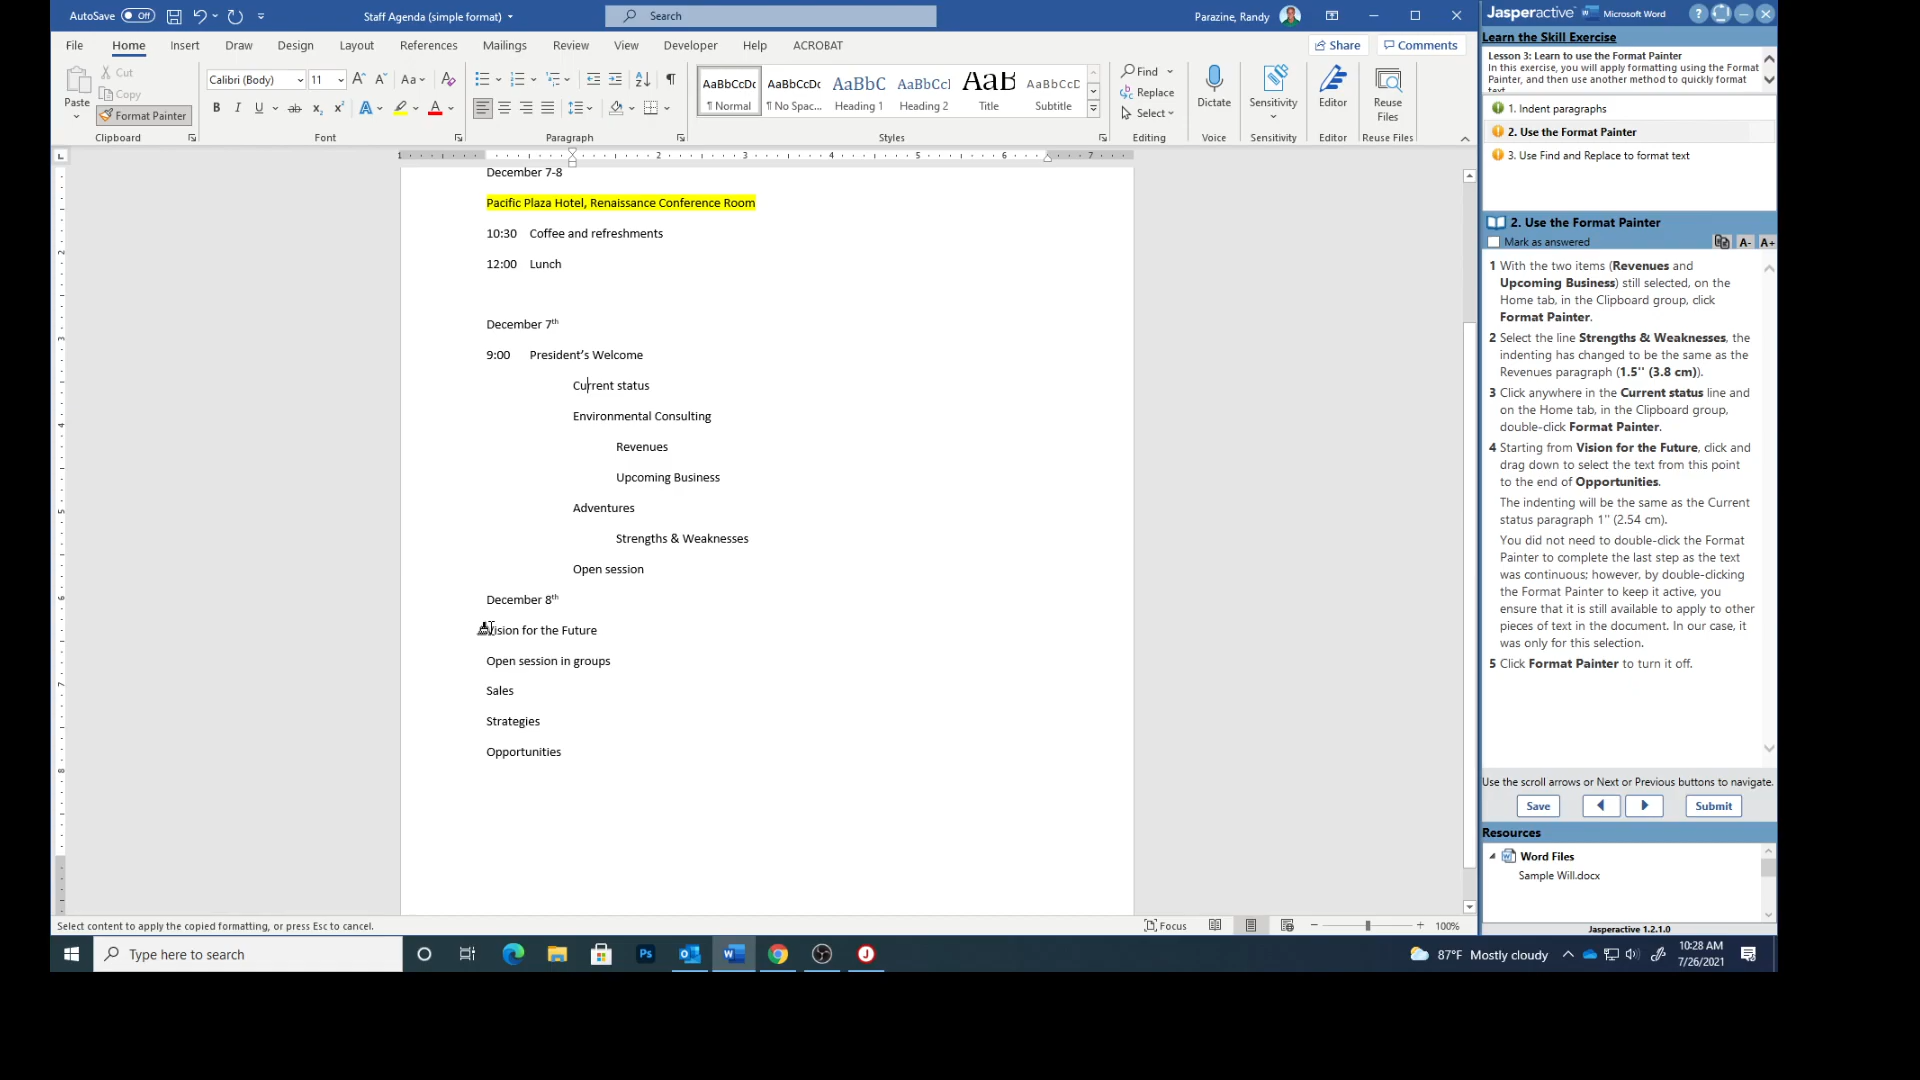 AutoSave Off
Staff Agenda (simple format)
Search
Parazine, Randy
File Home Insert Draw Design Layout References Mailings Review View Developer Help ACROBAT
Share Comments
Paste
Cut
Copy
Format Painter
Clipboard
Calibri (Body) 11
Font
Paragraph
AaBbCcDc AaBbCcDc AaBbC AaBbCcI AaB AaBbCcD
¶ Normal ¶ No Spac... Heading 1 Heading 2 Title Subtitle
Styles
Find
Replace
Select
Editing
Dictate
Voice
Sensitivity
Sensitivity
Editor
Editor
Reuse
Files
Reuse Files
1 2 3 4 5 6 7
December 7-8
Pacific Plaza Hotel, Renaissance Conference Room
10:30 Coffee and refreshments
12:00 Lunch
December 7th
9:00 President's Welcome
Current status
Environmental Consulting
Revenues
Upcoming Business
Adventures
Strengths & Weaknesses
Open session
December 8th
Vision for the Future
Open session in groups
Sales
Strategies
Opportunities
Select content to apply the copied formatting, or press Esc to cancel.
Focus
100%
Type here to search
87°F Mostly cloudy
10:28 AM
7/26/2021
Jasperactive Microsoft Word
Learn the Skill Exercise
Lesson 3: Learn to use the Format Painter
In this exercise, you will apply formatting using the Format
Painter, and then use another method to quickly format
text.
1. Indent paragraphs
2. Use the Format Painter
3. Use Find and Replace to format text
2. Use the Format Painter
Mark as answered
A- A+
1 With the two items (Revenues and
Upcoming Business) still selected, on the
Home tab, in the Clipboard group, click
Format Painter.
2 Select the line Strengths & Weaknesses, the
indenting has changed to be the same as the
Revenues paragraph (1.5" (3.8 cm)).
3 Click anywhere in the Current status line and
on the Home tab, in the Clipboard group,
double-click Format Painter.
4 Starting from Vision for the Future, click and
drag down to select the text from this point
to the end of Opportunities.
The indenting will be the same as the Current
status paragraph 1" (2.54 cm).
You did not need to double-click the Format
Painter to complete the last step as the text
was continuous; however, by double-clicking
the Format Painter to keep it active, you
ensure that it is still available to apply to other
pieces of text in the document. In our case, it
was only for this selection.
5 Click Format Painter to turn it off.
Use the scroll arrows or Next or Previous buttons to navigate.
Save Submit
Resources
Word Files
Sample Will.docx
Jasperactive 1.2.1.0